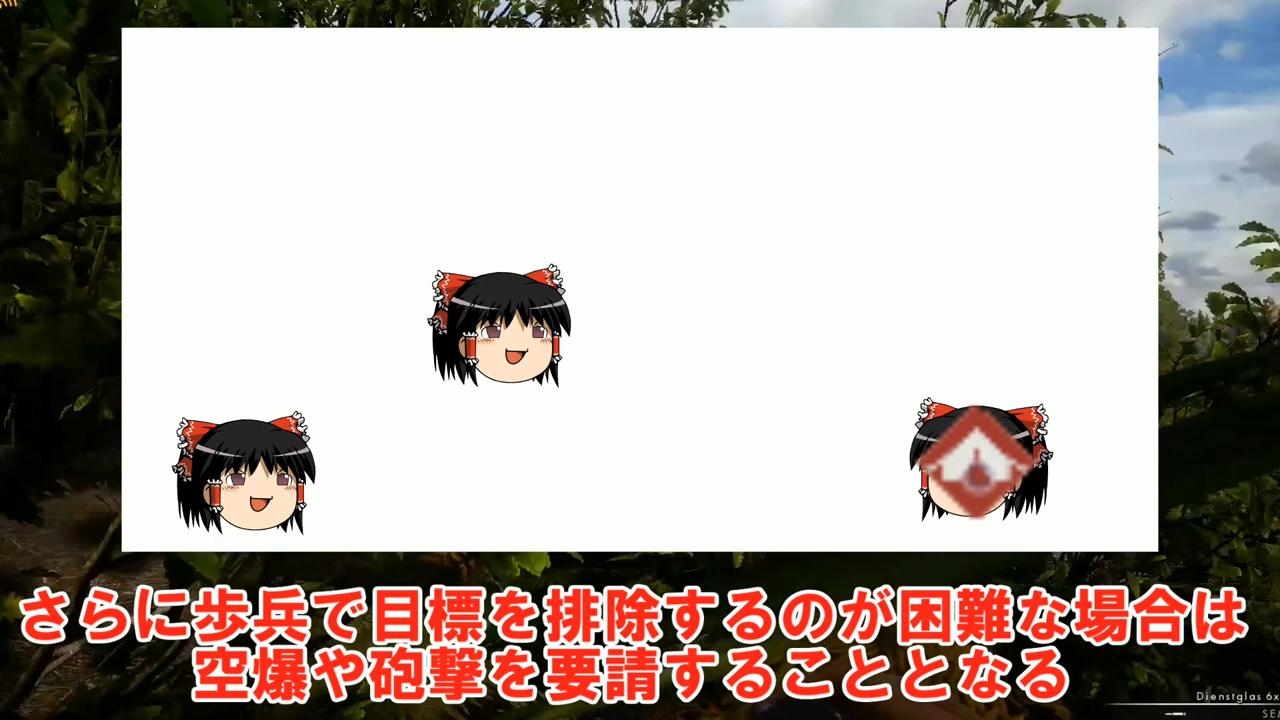 さらに歩兵で目標を排除するのが困難な場合は
空爆や砲撃を要請することとなる
Dienstglas 6x